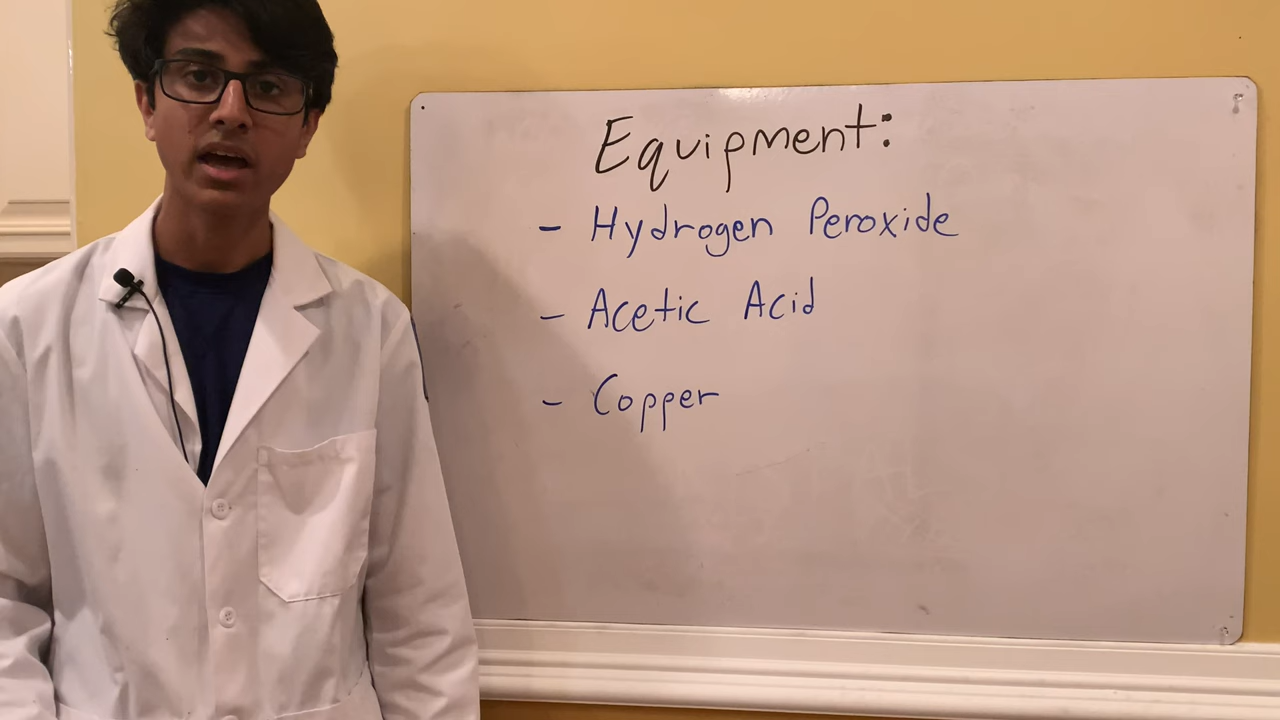 Equipment:
- Hydrogen Peroxide
- Acetic Acid
- Copper